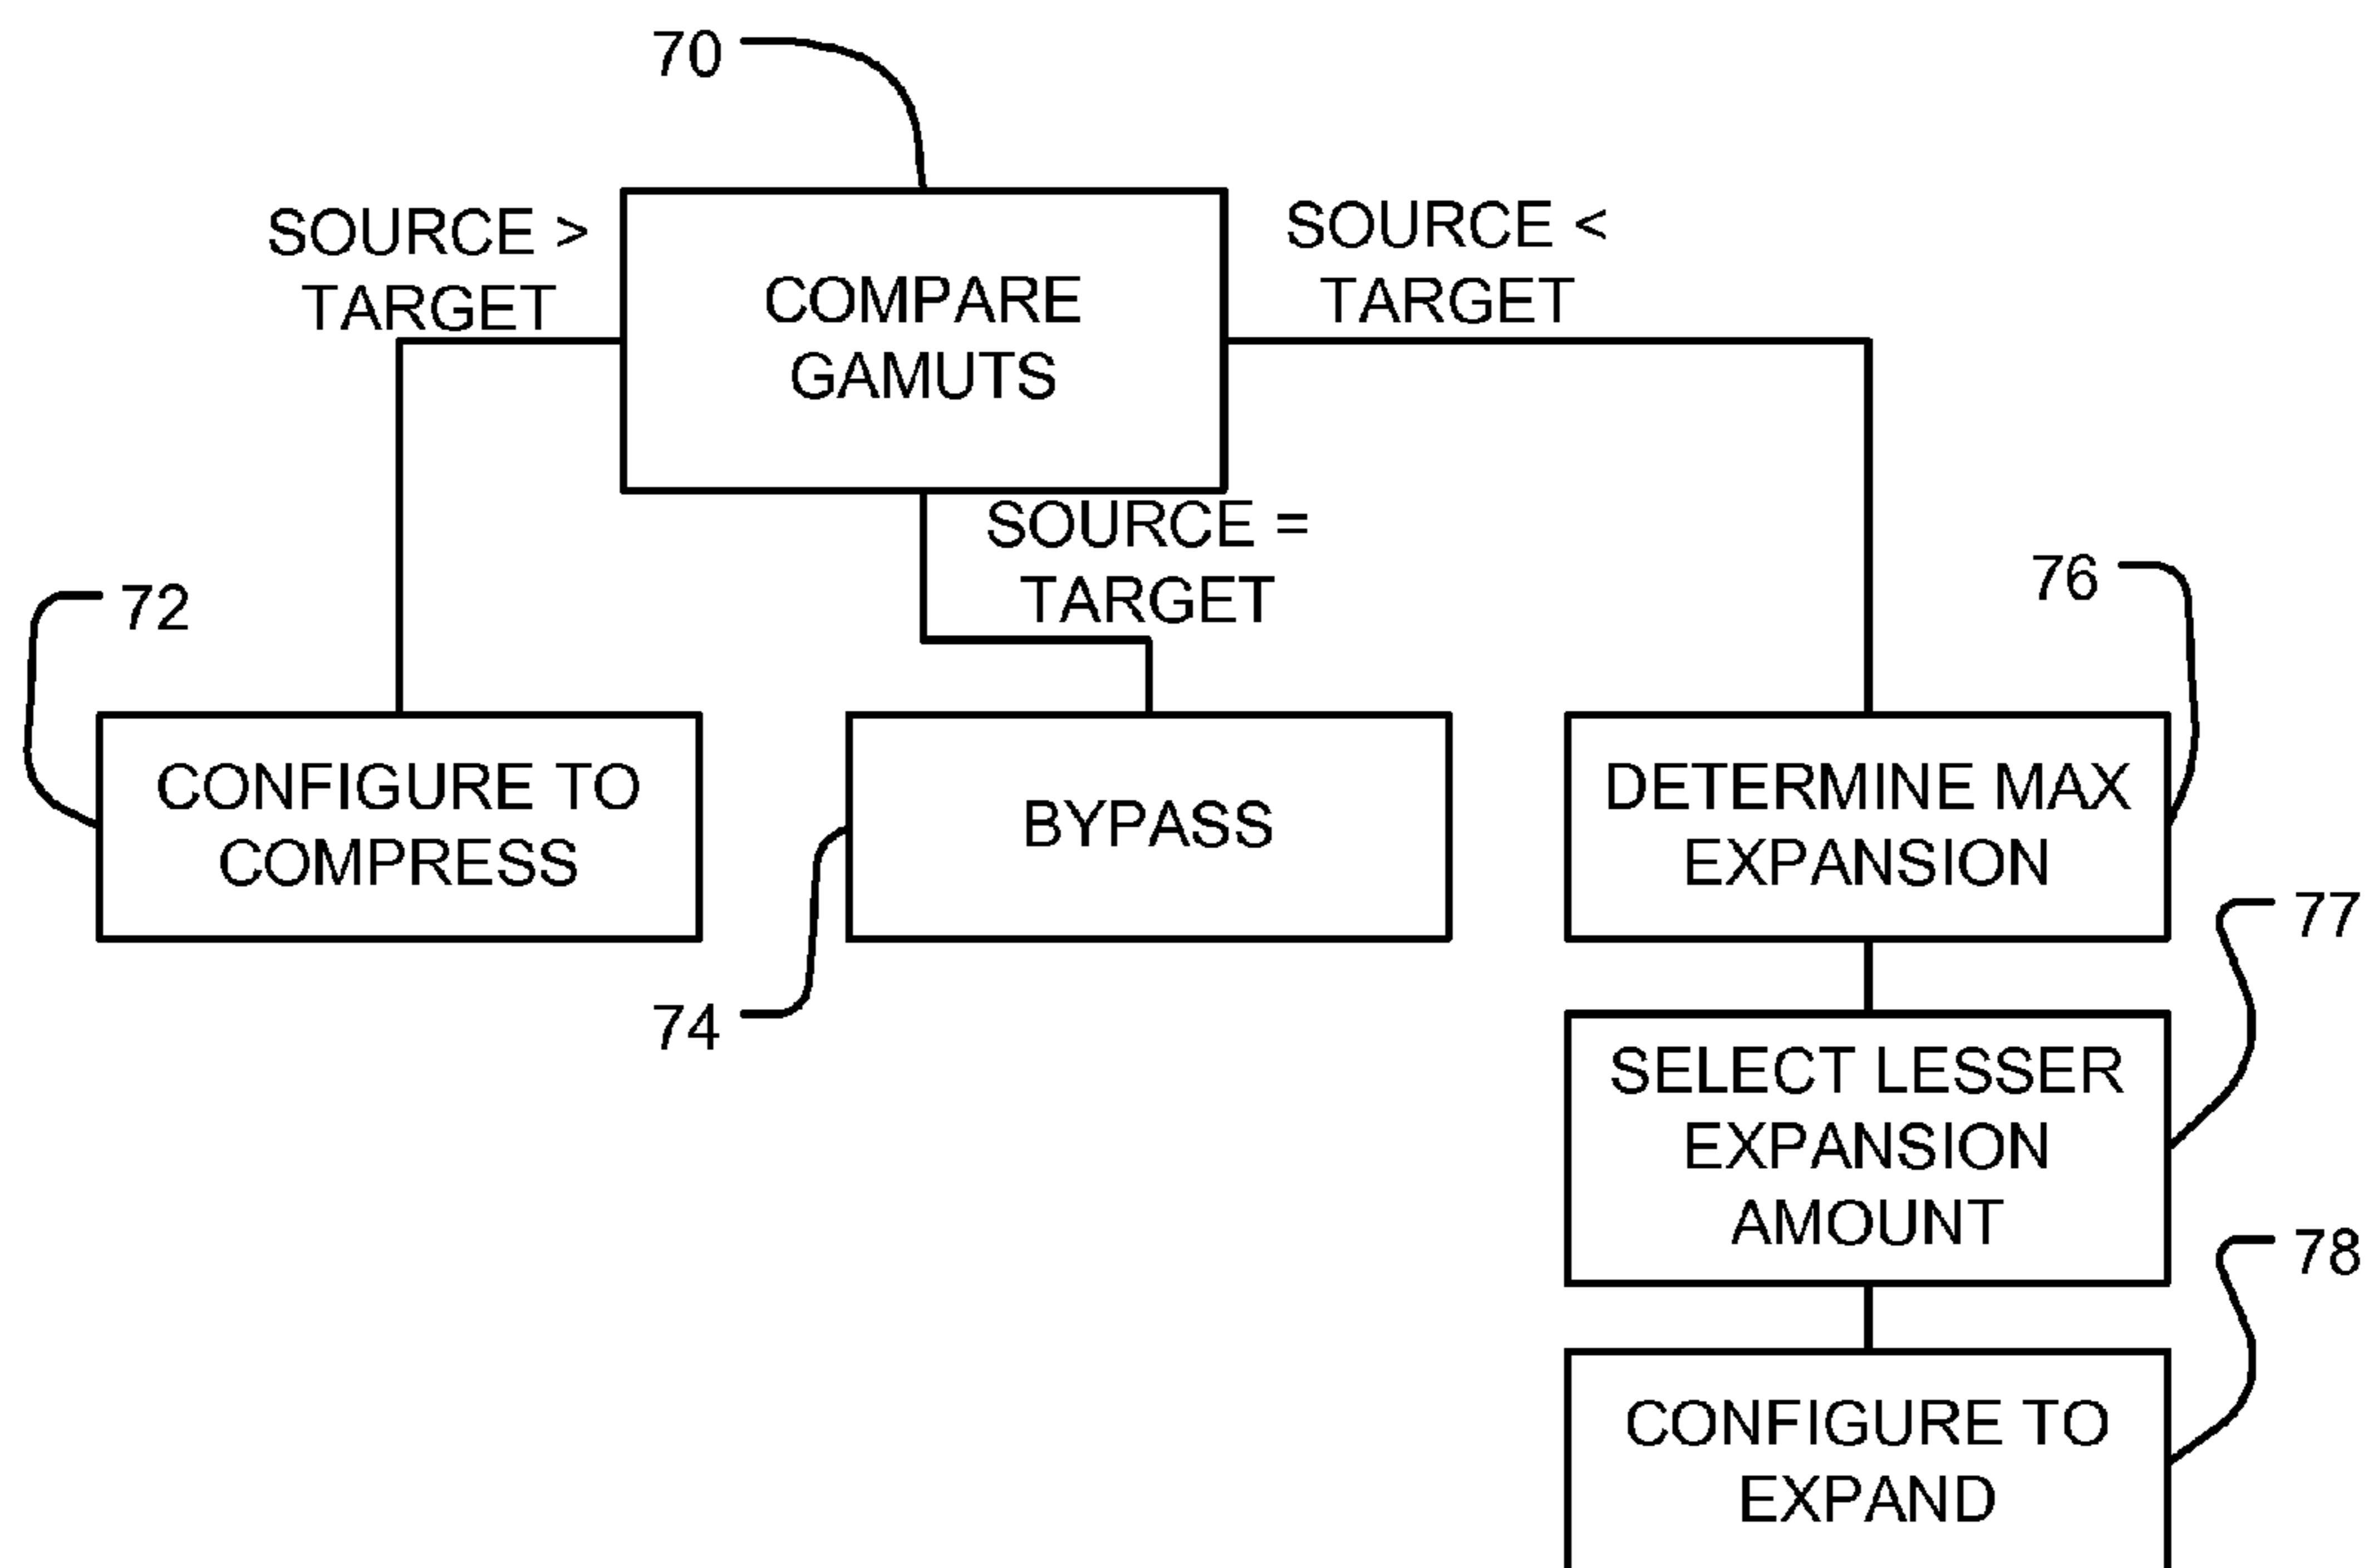 70
SOURCE >
TARGET
COMPARE
GAMUTS
SOURCE <
TARGET
SOURCE =
TARGET
72
76
CONFIGURE TO
COMPRESS
BYPASS
DETERMINE MAX
EXPANSION
74
77
SELECT LESSER
EXPANSION
AMOUNT
78
CONFIGURE TO
EXPAND